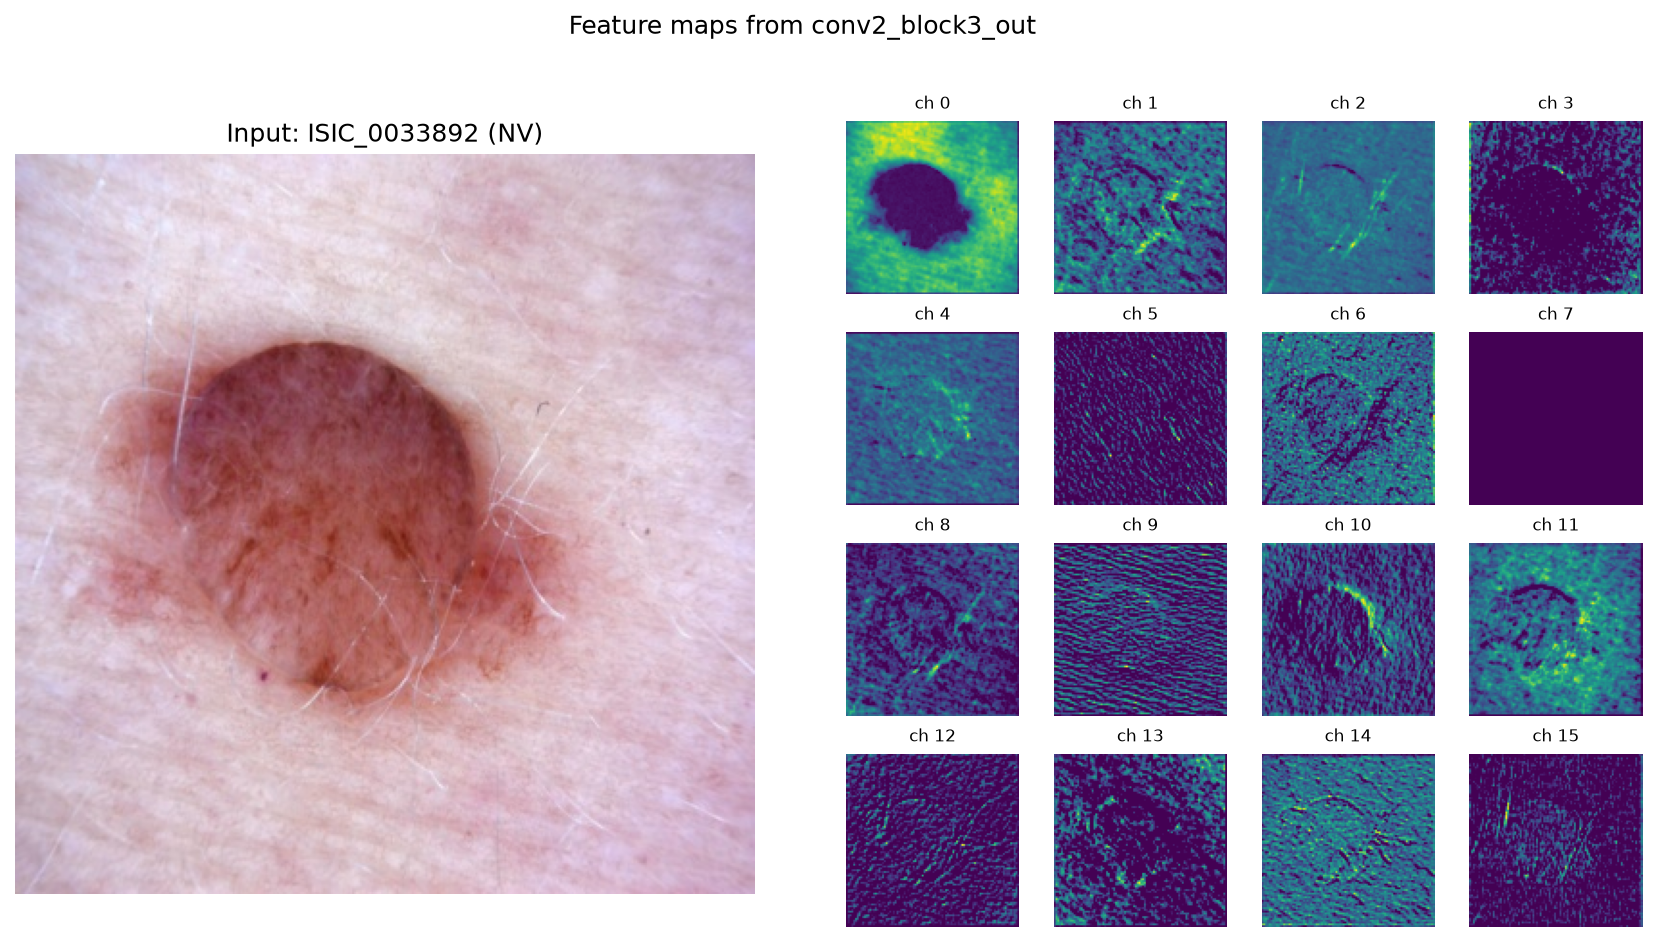 Feature maps from conv2_block3_out
Input: ISIC_0033892 (NV)
ch 0
ch 1
ch 2
ch 3
ch 4
ch 5
ch 6
ch 7
ch 8
ch 9
ch 10
ch 11
ch 12
ch 13
ch 14
ch 15